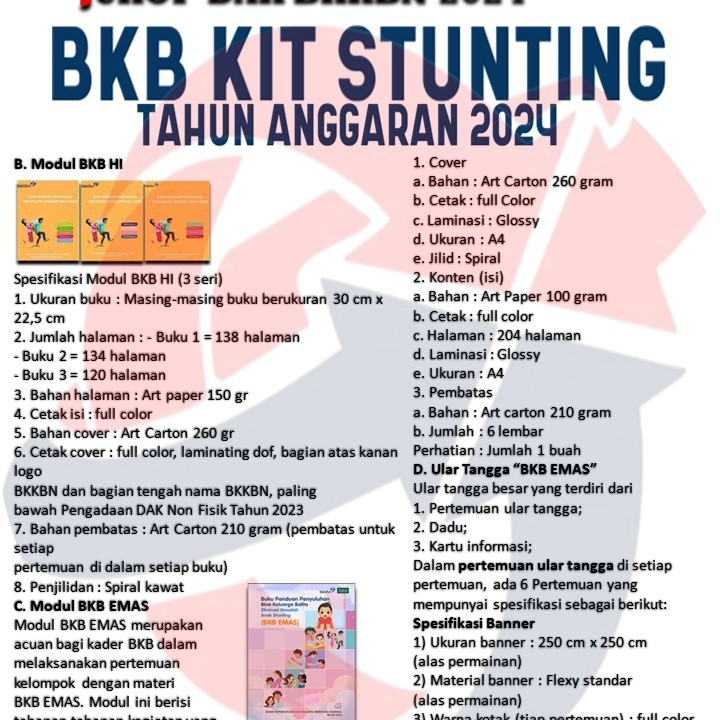 BKB KIT STUNTING
TAHUN ANGGARAN 2024
B. Modul BKB HI
Spesifikasi Modul BKB HI (3 seri)
1. Ukuran buku : Masing-masing buku berukuran 30 cm x
22,5 cm
2. Jumlah halaman : - Buku 1 = 138 halaman
- Buku 2 = 134 halaman
- Buku 3 = 120 halaman
3. Bahan halaman : Art paper 150 gr
4. Cetak isi : full color
5. Bahan cover : Art Carton 260 gr
6. Cetak cover : full color, laminating dof, bagian atas kanan
logo
BKKBN dan bagian tengah nama BKKBN, paling
bawah Pengadaan DAK Non Fisik Tahun 2023
7. Bahan pembatas : Art Carton 210 gram (pembatas untuk
setiap
pertemuan di dalam setiap buku)
8. Penjilidan : Spiral kawat
C. Modul BKB EMAS
Modul BKB EMAS merupakan
acuan bagi kader BKB dalam
melaksanakan pertemuan
kelompok dengan materi
BKB EMAS. Modul ini berisi
Buku Panduan Penyuluhan
Bina Keluarga Balita
Eliminasi Masalah
Anak Stunting
(BKB EMAS)
1. Cover
a. Bahan : Art Carton 260 gram
b. Cetak : full Color
c. Laminasi : Glossy
d. Ukuran : A4
e. Jilid : Spiral
2. Konten (isi)
a. Bahan : Art Paper 100 gram
b. Cetak : full color
c. Halaman : 204 halaman
d. Laminasi : Glossy
e. Ukuran : A4
3. Pembatas
a. Bahan : Art carton 210 gram
b. Jumlah : 6 lembar
Perhatian : Jumlah 1 buah
D. Ular Tangga “BKB EMAS”
Ular tangga besar yang terdiri dari
1. Pertemuan ular tangga;
2. Dadu;
3. Kartu informasi;
Dalam pertemuan ular tangga di setiap
pertemuan, ada 6 Pertemuan yang
mempunyai spesifikasi sebagai berikut:
Spesifikasi Banner
1) Ukuran banner : 250 cm x 250 cm
(alas permainan)
2) Material banner : Flexy standar
(alas permainan)
3) Warna kotak (tiap pertemuan) : full color